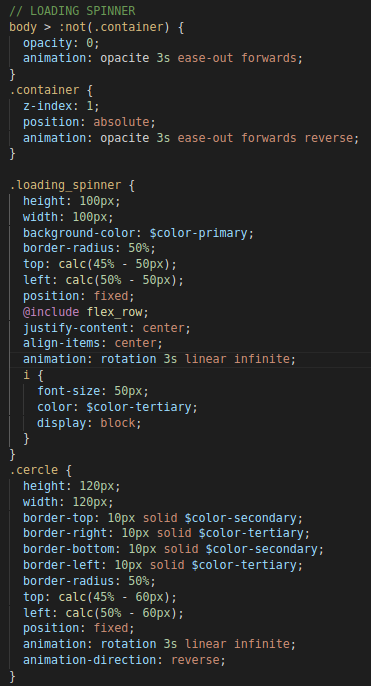 // LOADING SPINNER
body > :not(.container) {
  opacity: 0;
  animation: opacite 3s ease-out forwards;
}
.container {
  z-index: 1;
  position: absolute;
  animation: opacite 3s ease-out forwards reverse;
}

.loading_spinner {
  height: 100px;
  width: 100px;
  background-color: $color-primary;
  border-radius: 50%;
  top: calc(45% - 50px);
  left: calc(50% - 50px);
  position: fixed;
  @include flex_row;
  justify-content: center;
  align-items: center;
  animation: rotation 3s linear infinite;
  i {
    font-size: 50px;
    color: $color-tertiary;
    display: block;
  }
}
.cercle {
  height: 120px;
  width: 120px;
  border-top: 10px solid $color-secondary;
  border-right: 10px solid $color-tertiary;
  border-bottom: 10px solid $color-secondary;
  border-left: 10px solid $color-tertiary;
  border-radius: 50%;
  top: calc(45% - 60px);
  left: calc(50% - 60px);
  position: fixed;
  animation: rotation 3s linear infinite;
  animation-direction: reverse;
}